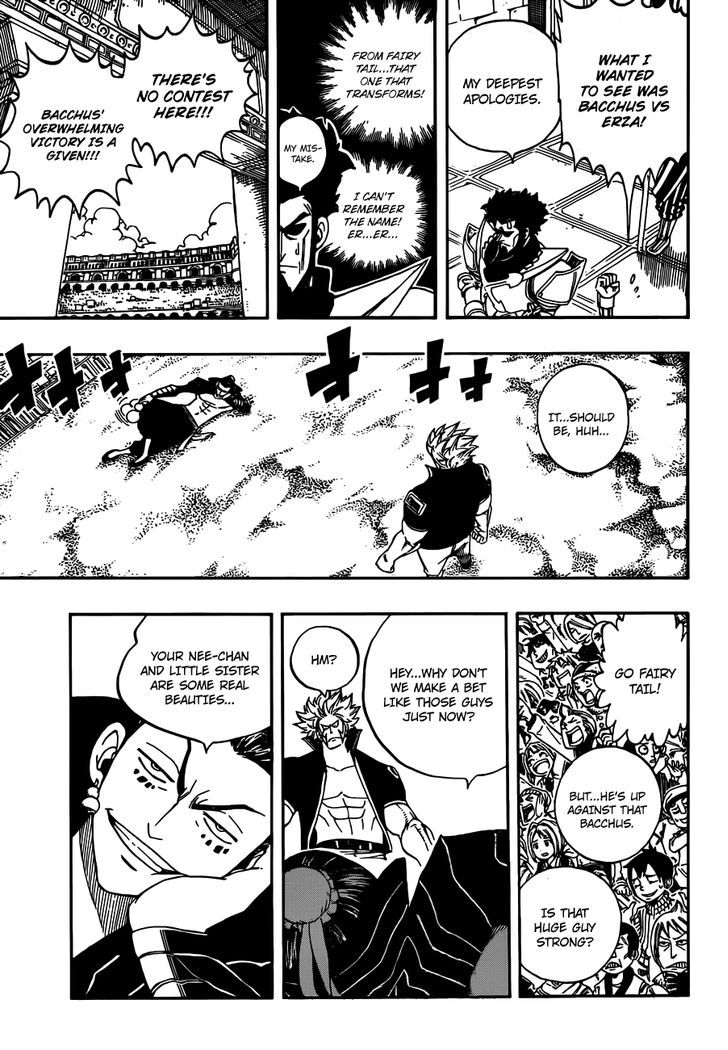 WHAT I
WANTED
TO SEE WAS
BACCHUS VS
ERZA!
MY DEEPEST
APOLOGIES.
FROM FAIRY
TAIL...THAT
ONE THAT
TRANSFORMS!
MY MIS-
TAKE.
I CAN'T
REMEMBER
THE NAME!
ER...ER...
THERE'S
NO CONTEST
HERE!!!
BACCHUS'
OVERWHELMING
VICTORY IS A
GIVEN!!!
IT...SHOULD
BE, HUH...
GO FAIRY
TAIL!
BUT...HE'S UP
AGAINST THAT
BACCHUS.
IS THAT
HUGE GUY
STRONG?
HEY...WHY DON'T
WE MAKE A BET
LIKE THOSE GUYS
JUST NOW?
HM?
YOUR NEE-CHAN
AND LITTLE SISTER
ARE SOME REAL
BEAUTIES...